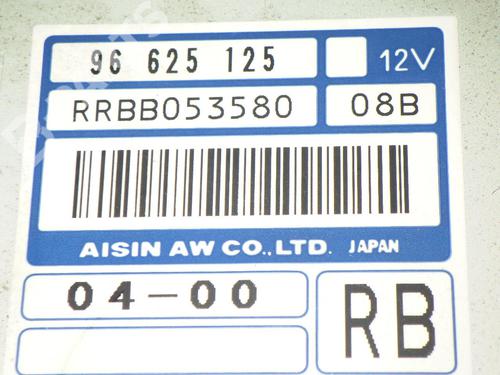 96 625 125 12V
RRBB053580 08B
AISIN AW CO.,LTD. JAPAN
04-00 RB